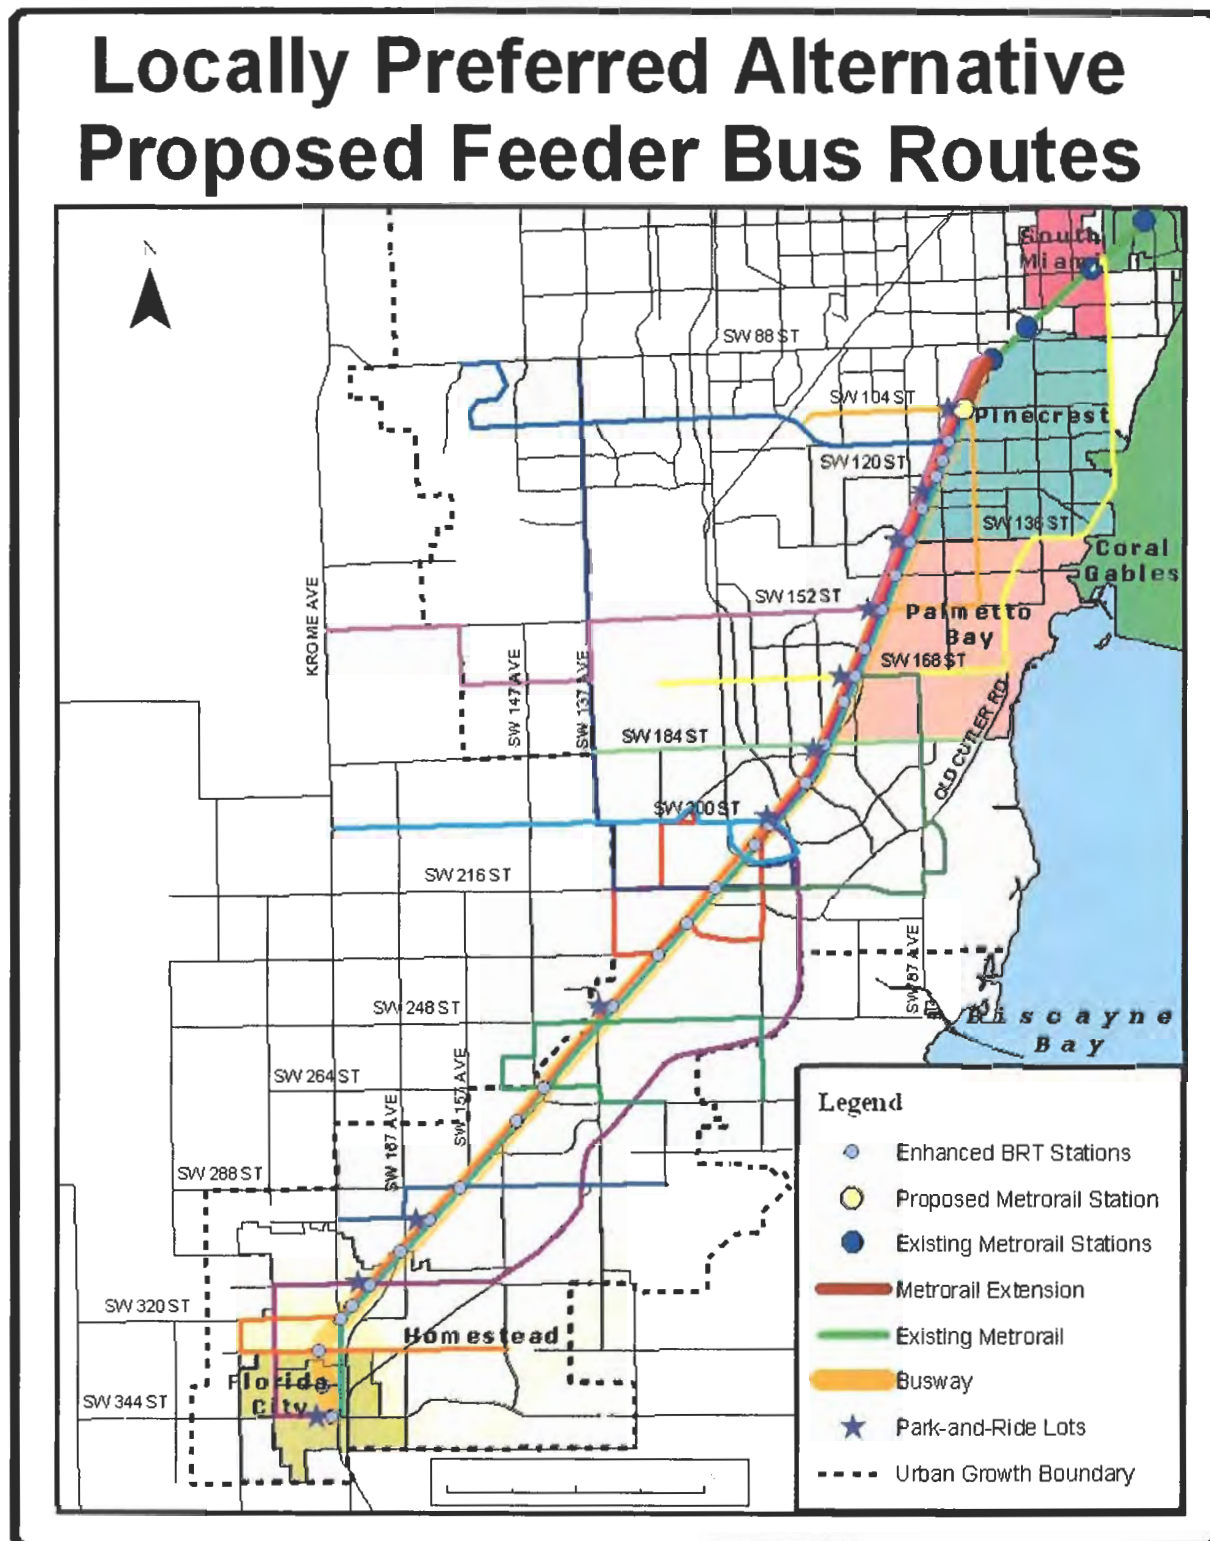 Locally Preferred Alternative
Proposed Feeder Bus Routes
N
South
Miami
SW 88 ST
SW 104 ST
Pinecrest
SW 120 ST
SW 136 ST
Coral
Gables
KROME AVE
SW 152 ST
Palmetto
Bay
SW 147 AVE
SW 137 AVE
SW 168 ST
OLD CUTLER RD
SW 184 ST
SW 200 ST
SW 216 ST
SW 87 AVE
SW 248 ST
Biscayne
Bay
SW 264 ST
SW 157 AVE
SW 167 AVE
SW 288 ST
SW 320 ST
Homestead
Florida
City
SW 344 ST
Legend
Enhanced BRT Stations
Proposed Metrorail Station
Existing Metrorail Stations
Metrorail Extension
Existing Metrorail
Busway
Park-and-Ride Lots
Urban Growth Boundary